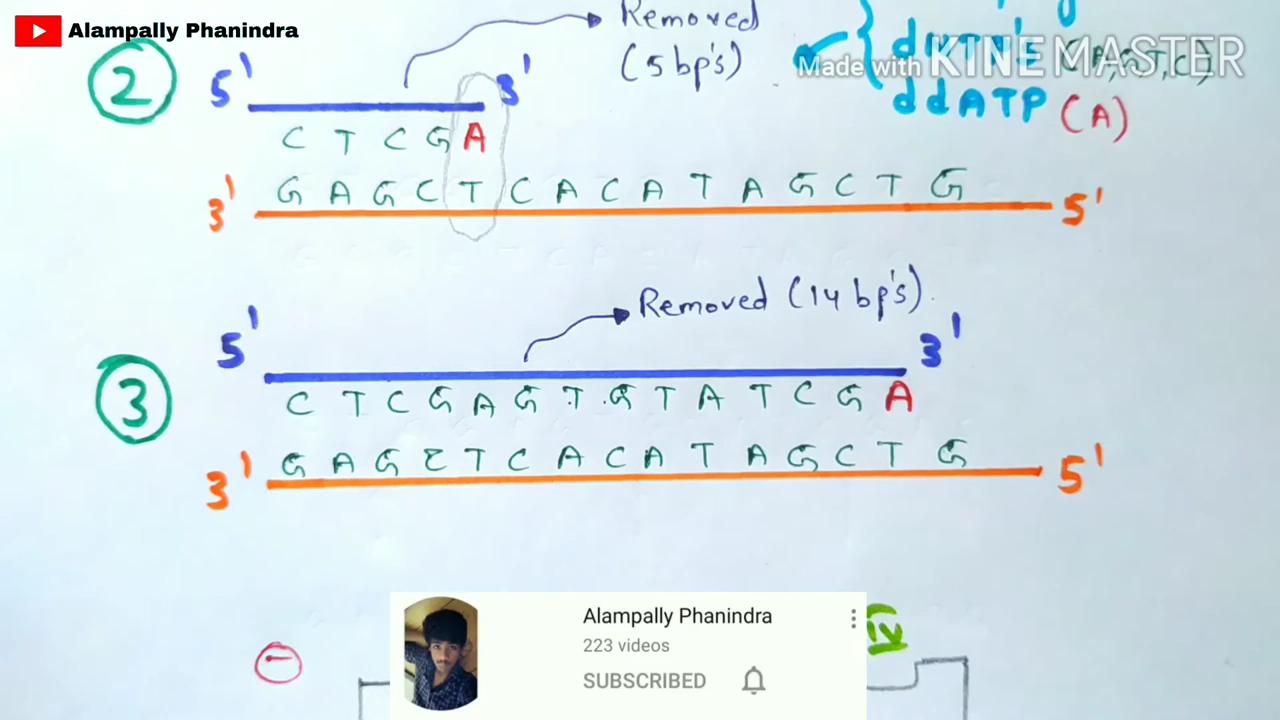 Alampally Phanindra
Removed
(5 bp's)
Made with KINEMASTER
ddATP (A)
2
5' 3'
C T C G A
3' G A G C T C A C A T A G C T G 5'
Removed (14 bp's).
3
5' 3'
C T C G A G T G T A T C G A
3' G A G C T C A C A T A G C T G 5'
Alampally Phanindra
223 videos
SUBSCRIBED
IV